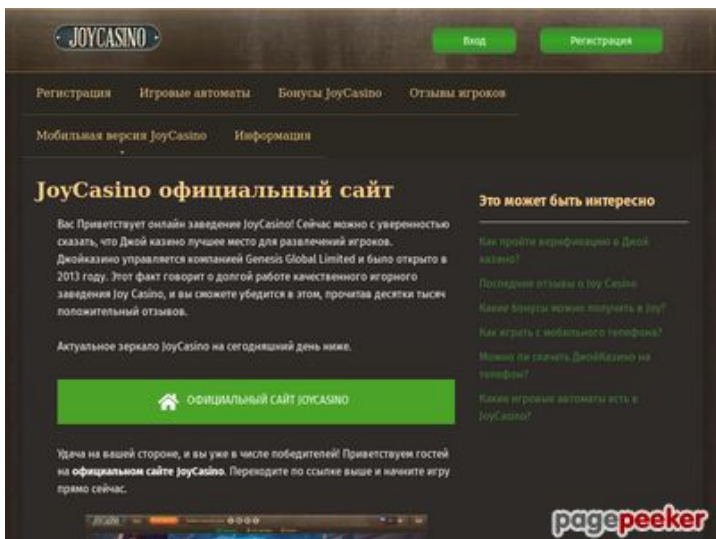 JOYCASINO
Вход
Регистрация
Регистрация Игровые автоматы Бонусы JoyCasino Отзывы игроков
Мобильная версия JoyCasino Информация
JoyCasino официальный сайт
Вас Приветствует онлайн заведение JoyCasino! Сейчас можно с уверенностью
сказать, что Джой казино лучшее место для развлечений игроков.
Джойказино управляется компанией Genesis Global Limited и было открыто в
2013 году. Этот факт говорит о долгой работе качественного игорного
заведения Joy Casino, и вы сможете убедится в этом, прочитав десятки тысяч
положительный отзывов.
Актуальное зеркало JoyCasino на сегодняшний день ниже.
ОФИЦИАЛЬНЫЙ САЙТ JOYCASINO
Удача на вашей стороне, и вы уже в числе победителей! Приветствуем гостей
на официальном сайте JoyCasino. Переходите по ссылке выше и начните игру
прямо сейчас.
Это может быть интересно
Как пройти верификацию в Джой
казино?
Последние отзывы о Joy Casino
Какие бонусы можно получить в Joy?
Как играть с мобильного телефона?
Можно ли скачать ДжойКазино на
телефон?
Какие игровые автоматы есть в
JoyCasino?
JOYCASINO
pagepeeker